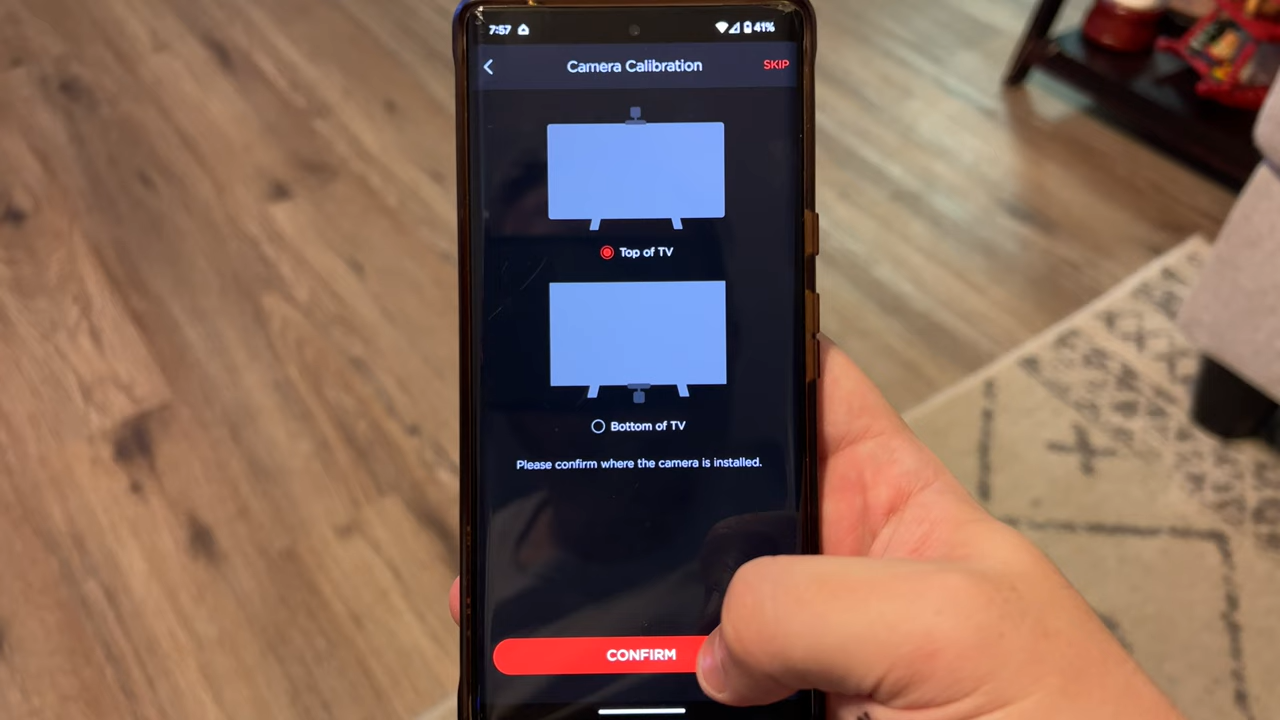 7:57 41%
Camera Calibration SKIP
Top of TV
Bottom of TV
Please confirm where the camera is installed.
CONFIRM